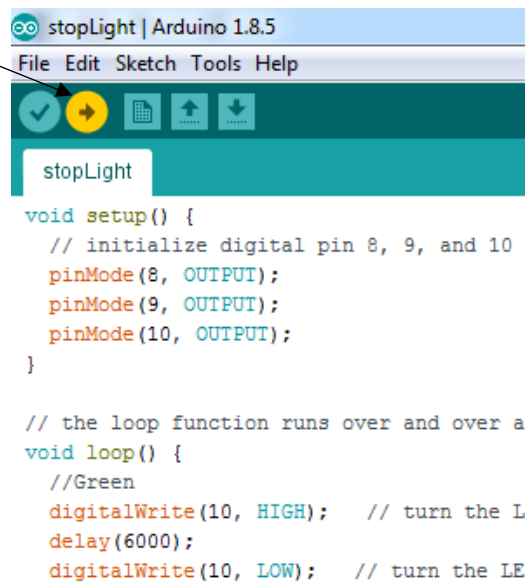 stopLight | Arduino 1.8.5
File Edit Sketch Tools Help
stopLight
void setup() {
  // initialize digital pin 8, 9, and 10
  pinMode(8, OUTPUT);
  pinMode(9, OUTPUT);
  pinMode(10, OUTPUT);
}
// the loop function runs over and over a
void loop() {
  //Green
  digitalWrite(10, HIGH);   // turn the L
  delay(6000);
  digitalWrite(10, LOW);   // turn the LE